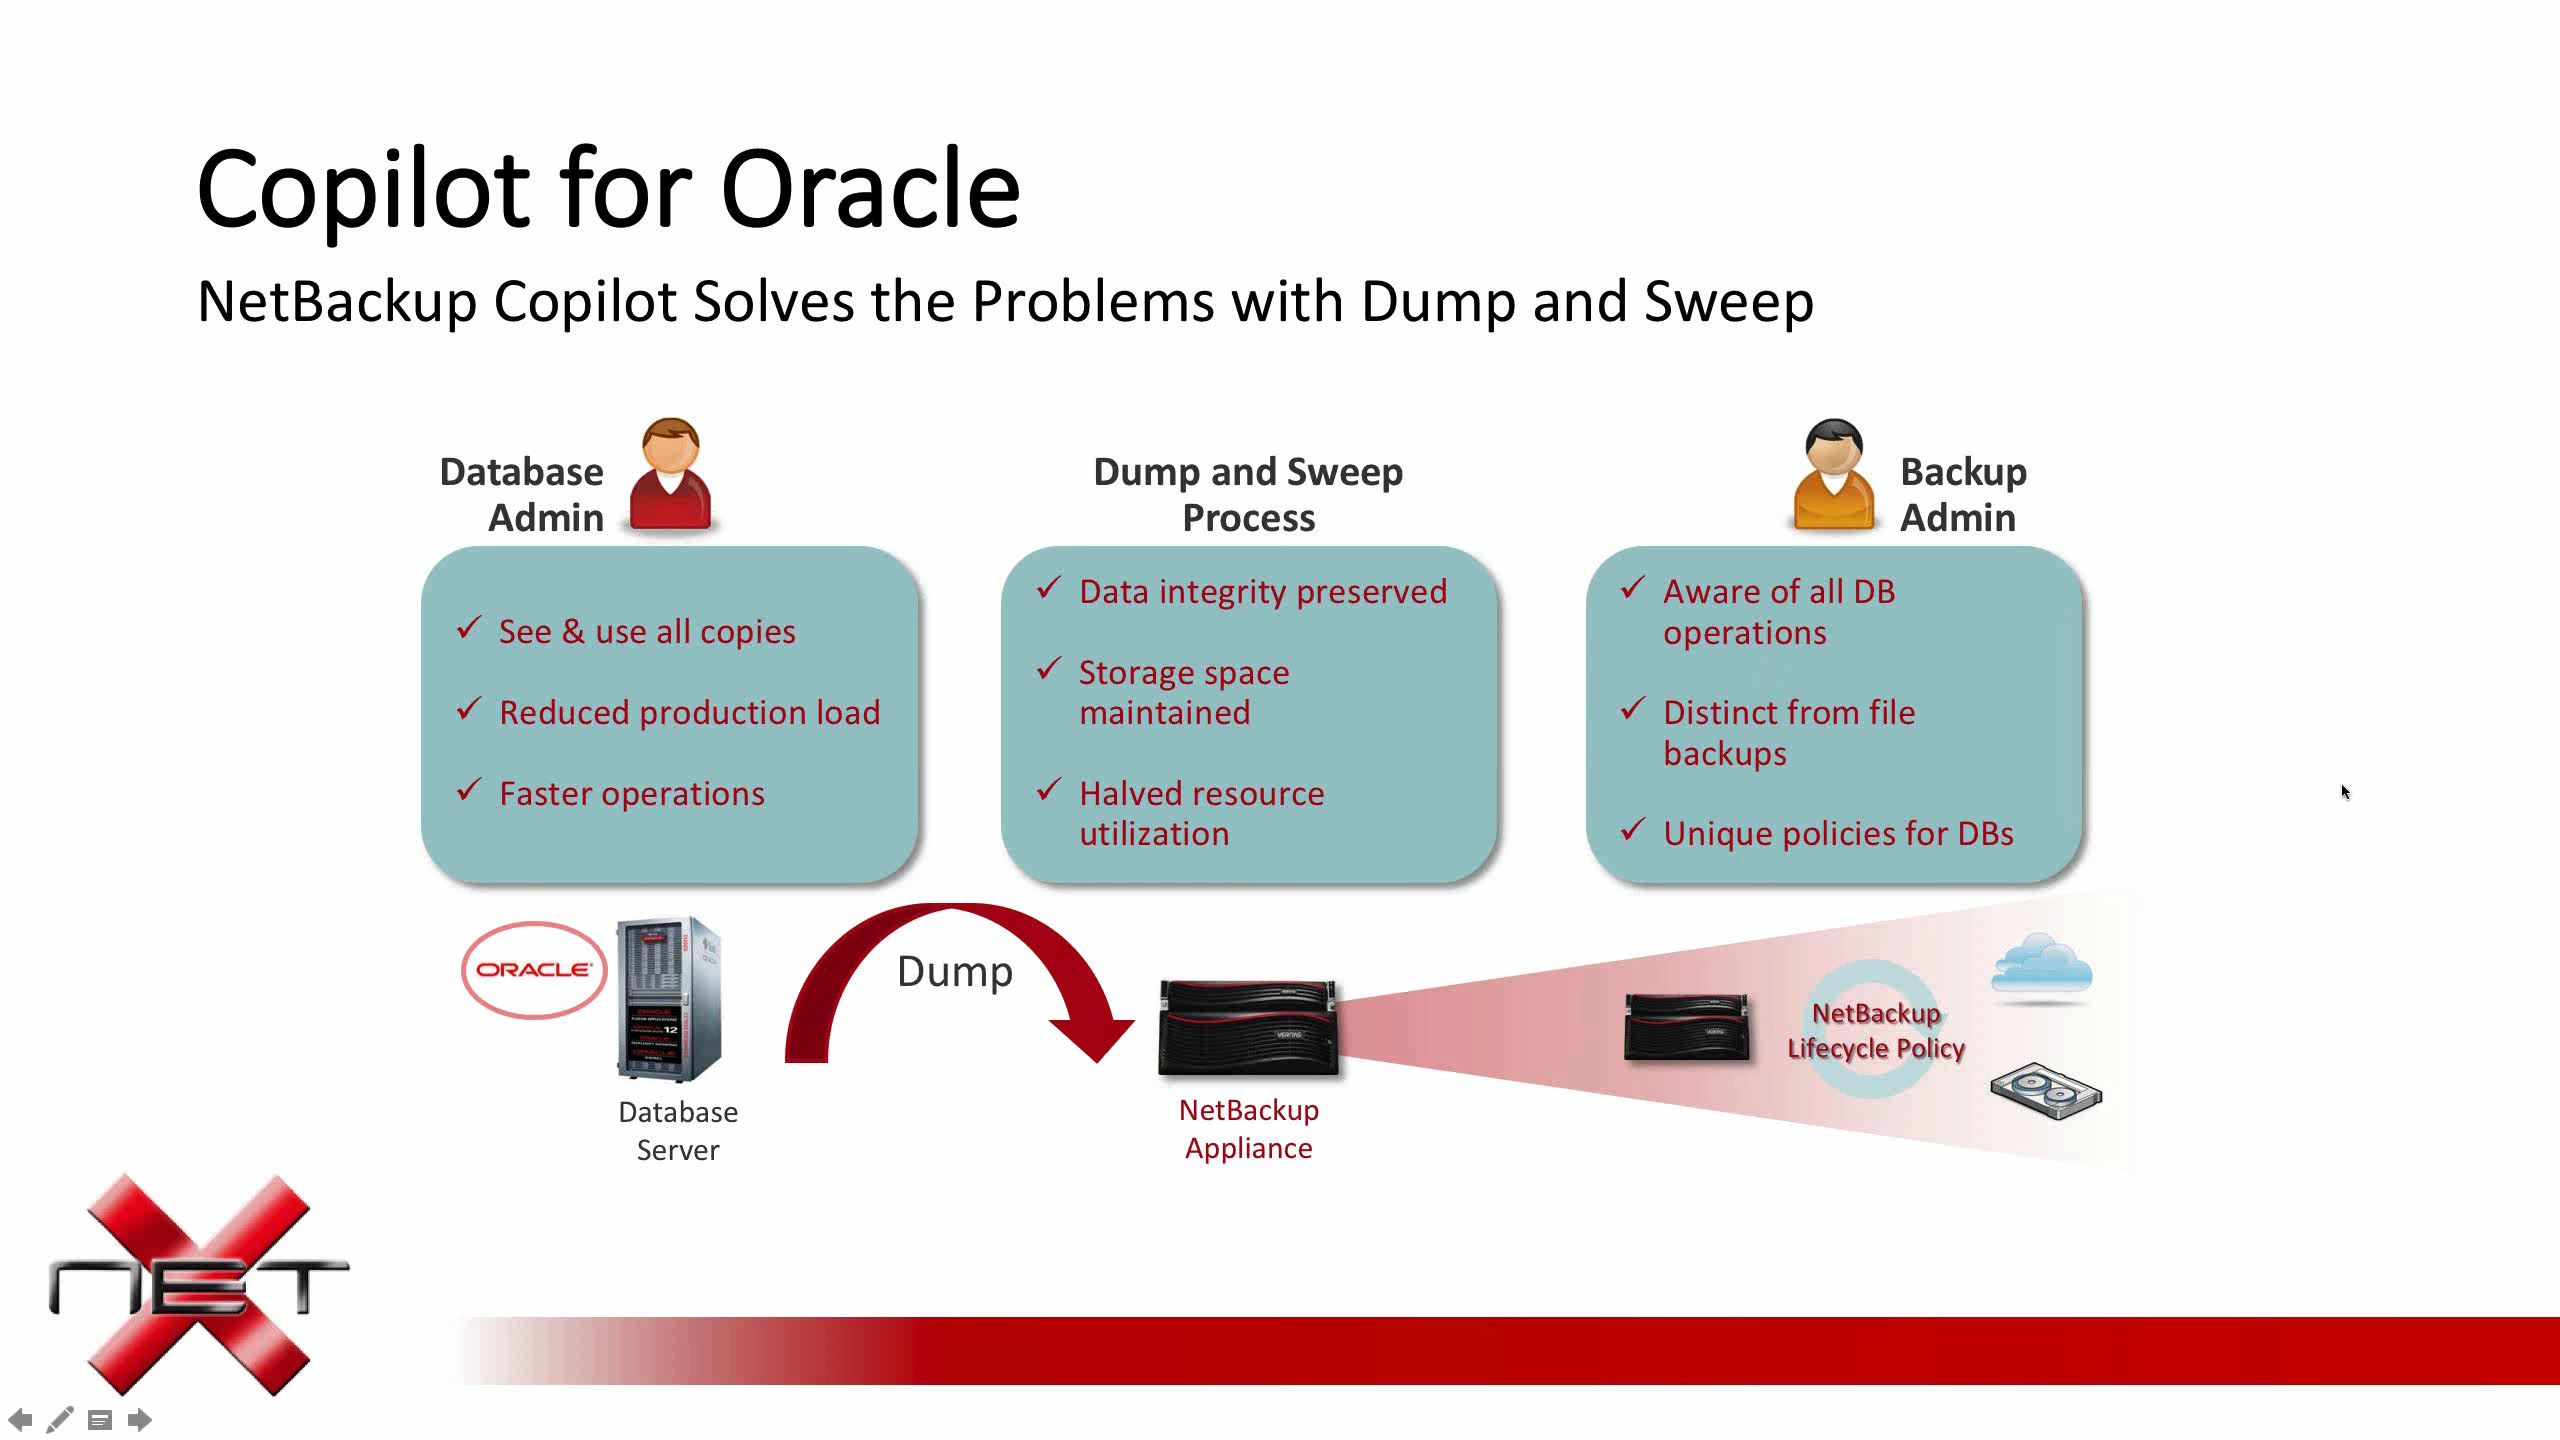 Copilot for Oracle
NetBackup Copilot Solves the Problems with Dump and Sweep
Database
Admin
See & use all copies
Reduced production load
Faster operations
Dump and Sweep
Process
Data integrity preserved
Storage space
maintained
Halved resource
utilization
Backup
Admin
Aware of all DB
operations
Distinct from file
backups
Unique policies for DBs
ORACLE
12
Database
Server
Dump
VERITAS
NetBackup
Appliance
VERITAS
NetBackup
Lifecycle Policy
nET